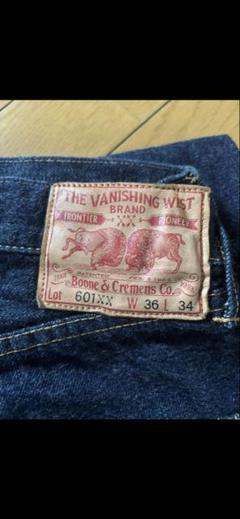 THE VANISHING WEST
BRAND
FRONTIER XX PIONEER
Boone & Cremens Co.
Lot 601XX W 36 L 34